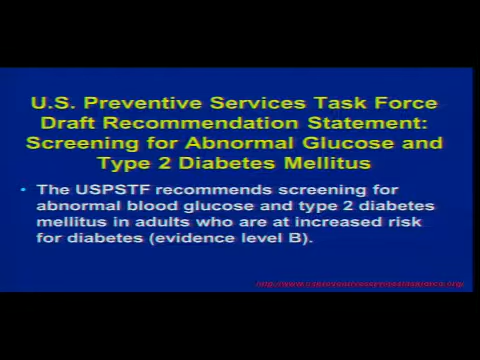 U.S. Preventive Services Task Force
Draft Recommendation Statement:
Screening for Abnormal Glucose and
Type 2 Diabetes Mellitus
• The USPSTF recommends screening for
abnormal blood glucose and type 2 diabetes
mellitus in adults who are at increased risk
for diabetes (evidence level B).